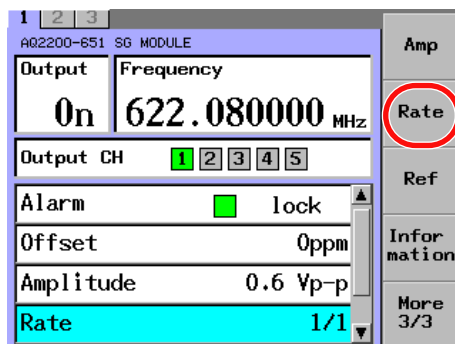 1 2 3
AQ2200-651 SG MODULE
Output Frequency
On 622.080000 MHz
Output CH 1 2 3 4 5
Alarm lock
Offset 0ppm
Amplitude 0.6 Vp-p
Rate 1/1
Amp
Rate
Ref
Infor
mation
More
3/3